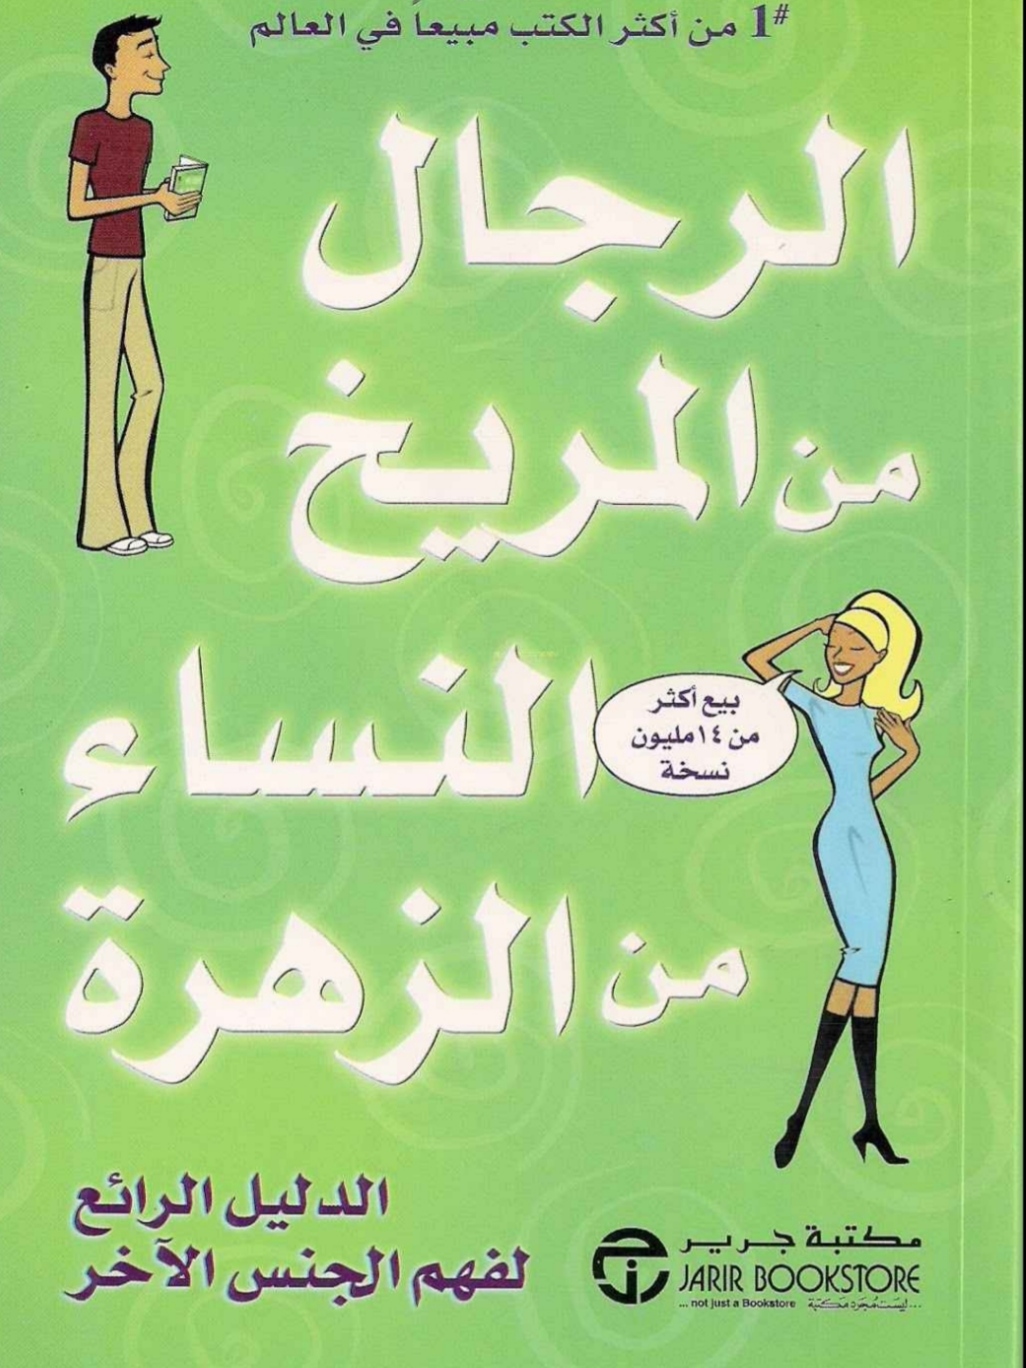 #1 من أكثر الكتب مبيعاً في العالم
الرجال
من المريخ
النساء
بيع أكثر
من ١٤ مليون
نسخة
من الزهرة
الدليل الرائع
لفهم الجنس الآخر
مكتبة جرير
JARIR BOOKSTORE
... not just a Bookstore ليست مجرد مكتبة...